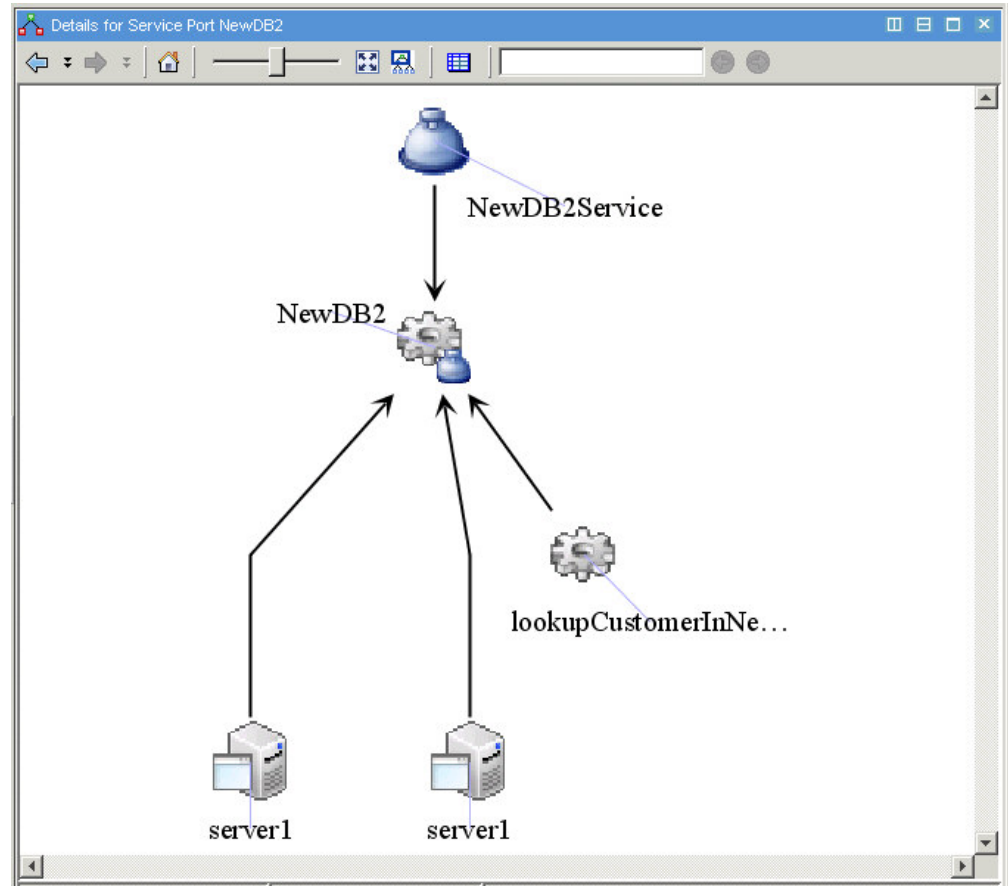 Details for Service Port NewDB2
NewDB2Service
NewDB2
lookupCustomerInNe...
server1
server1